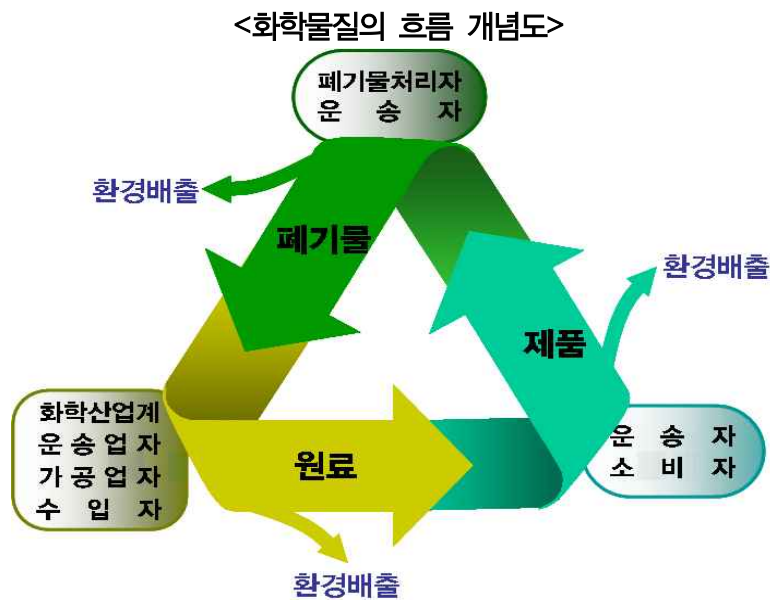 <화학물질의 흐름 개념도>
폐기물처리자
운 송 자
환경배출
폐기물
환경배출
제품
화학산업계
운송업자
가공업자
수 입 자
원료
운 송 자
소 비 자
환경배출